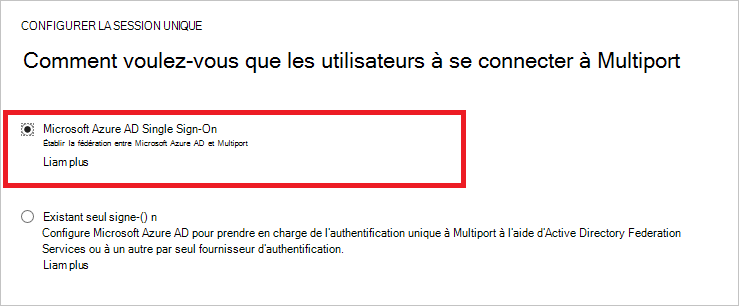 CONFIGURER LA SESSION UNIQUE
Comment voulez-vous que les utilisateurs à se connecter à Multiport
Microsoft Azure AD Single Sign-On
Établir la fédération entre Microsoft Azure AD et Multiport
Liam plus
Existant seul signe-() n
Configure Microsoft Azure AD pour prendre en charge de l'authentification unique à Multiport à l'aide d'Active Directory Federation
Services ou à un autre par seul fournisseur d'authentification.
Liam plus